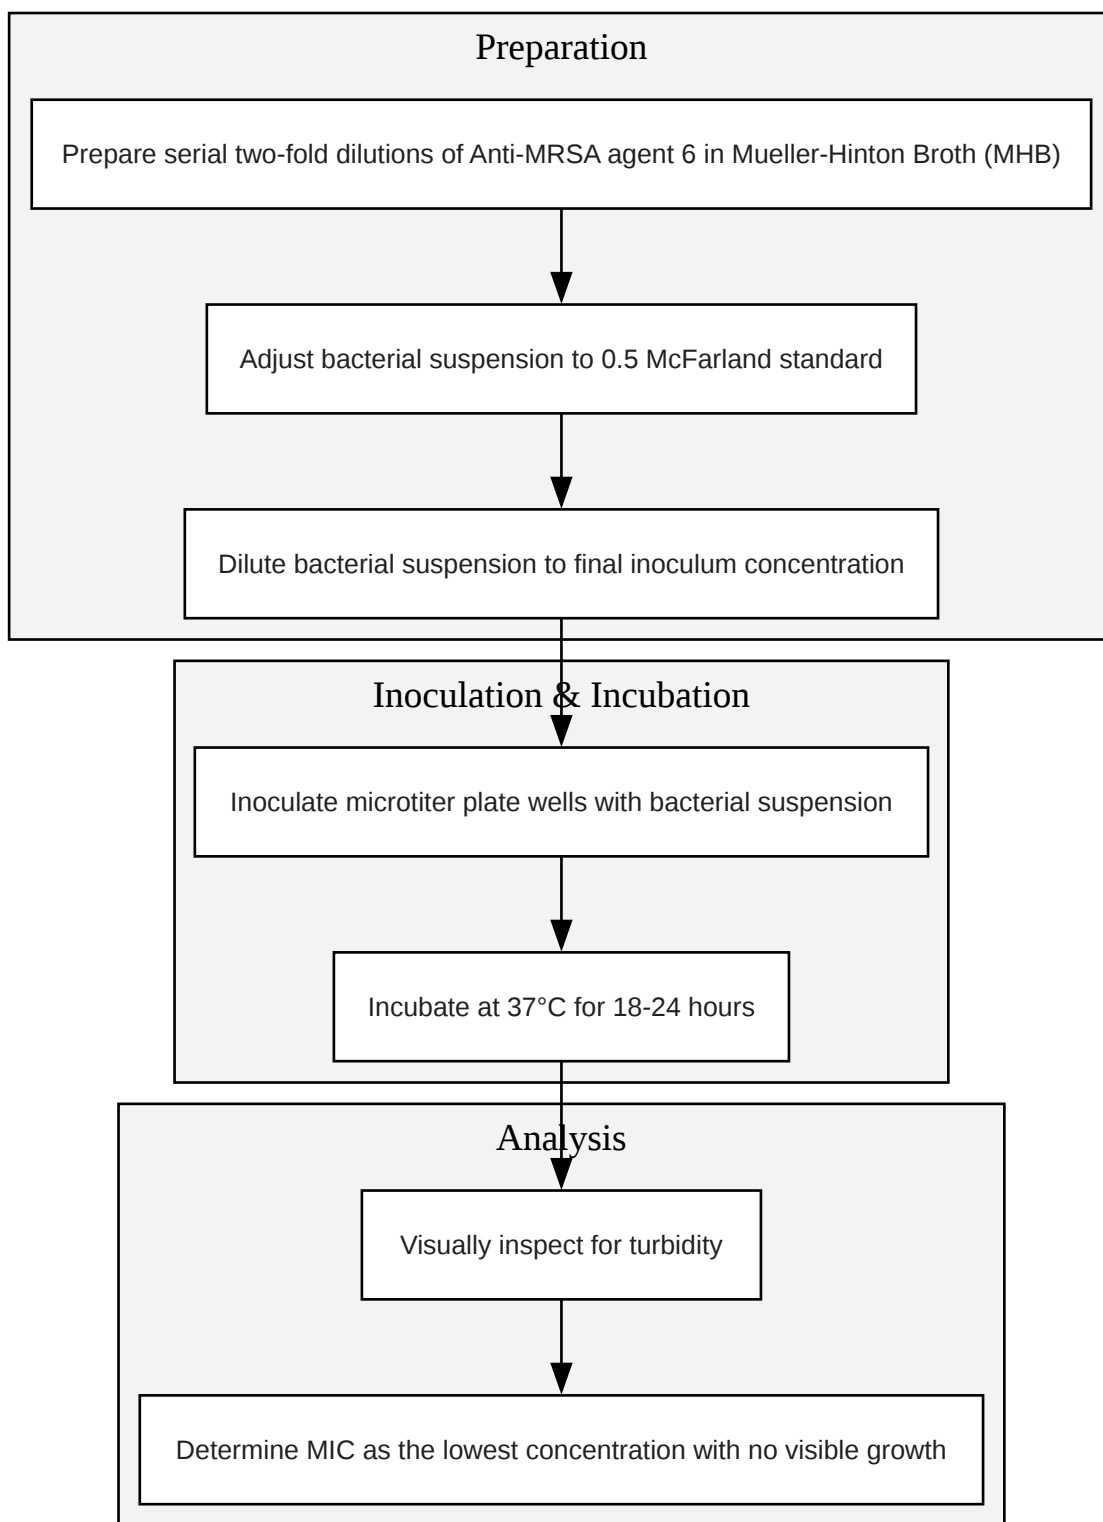 Preparation
Prepare serial two-fold dilutions of Anti-MRSA agent 6 in Mueller-Hinton Broth (MHB)
Adjust bacterial suspension to 0.5 McFarland standard
Dilute bacterial suspension to final inoculum concentration
Inoculation & Incubation
Inoculate microtiter plate wells with bacterial suspension
Incubate at 37°C for 18-24 hours
Analysis
Visually inspect for turbidity
Determine MIC as the lowest concentration with no visible growth